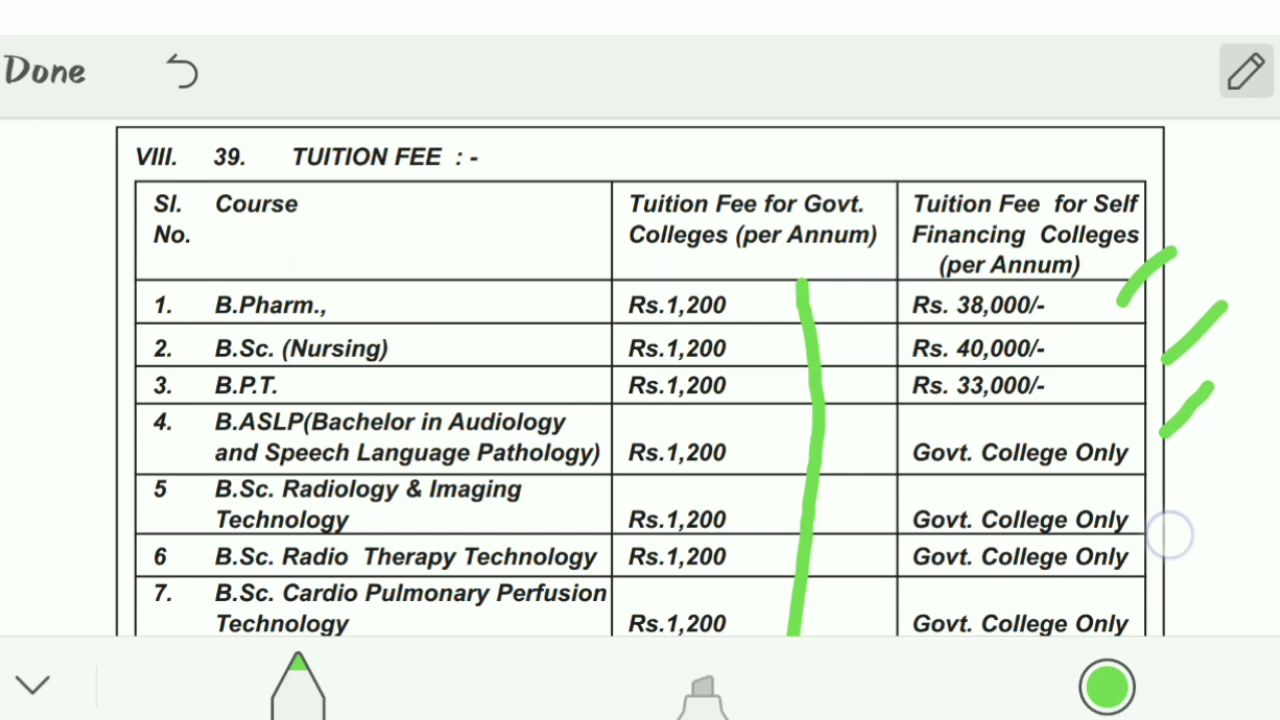 Done
VIII. 39. TUITION FEE : -
Sl. No. Course Tuition Fee for Govt. Colleges (per Annum) Tuition Fee for Self Financing Colleges (per Annum)
1. B.Pharm., Rs.1,200 Rs. 38,000/-
2. B.Sc. (Nursing) Rs.1,200 Rs. 40,000/-
3. B.P.T. Rs.1,200 Rs. 33,000/-
4. B.ASLP(Bachelor in Audiology
and Speech Language Pathology) Rs.1,200 Govt. College Only
5 B.Sc. Radiology & Imaging
Technology Rs.1,200 Govt. College Only
6 B.Sc. Radio Therapy Technology Rs.1,200 Govt. College Only
7. B.Sc. Cardio Pulmonary Perfusion
Technology Rs.1,200 Govt. College Only